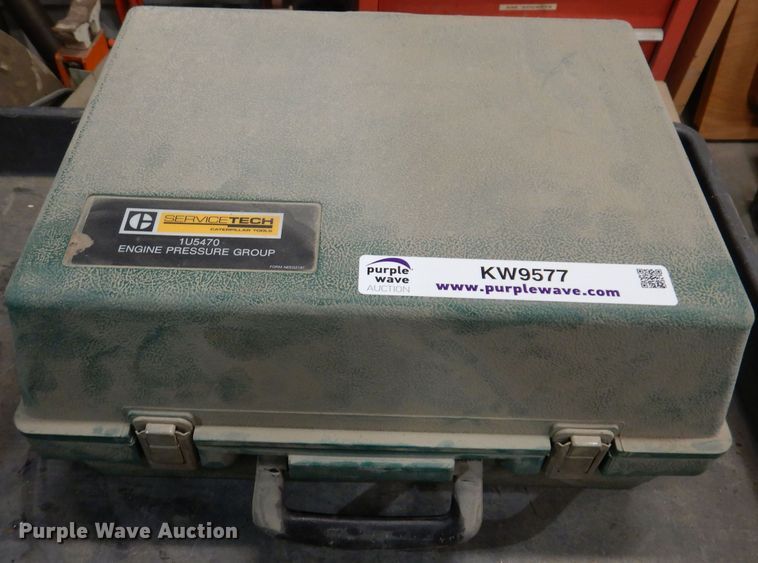 SERVICETECH
CATERPILLAR TOOLS
1U5470
ENGINE PRESSURE GROUP
purple
wave
AUCTION
KW9577
www.purplewave.com
Purple Wave Auction